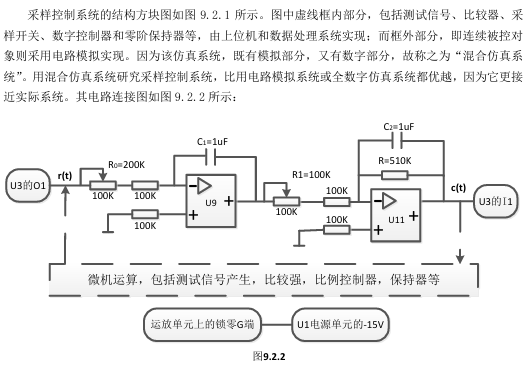 采样控制系统的结构方块图如图 9.2.1 所示。图中虚线框内部分，包括测试信号、比较器、采
样开关、数字控制器和零阶保持器等，由上位机和数据处理系统实现；而框外部分，即连续被控对
象则采用电路模拟实现。因为该仿真系统，既有模拟部分，又有数字部分，故称之为“混合仿真系
统”。用混合仿真系统研究采样控制系统，比用电路模拟系统或全数字仿真系统都优越，因为它更接
近实际系统。其电路连接图如图 9.2.2 所示：
C2=1uF
C1=1uF
R0=200K
R=510K
R1=100K
U3的O1
r(t)
100K
100K
U9
100K
100K
U11
c(t)
U3的I1
100K
100K
微机运算，包括测试信号产生，比较强，比例控制器，保持器等
运放单元上的锁零G端
U1电源单元的-15V
图9.2.2